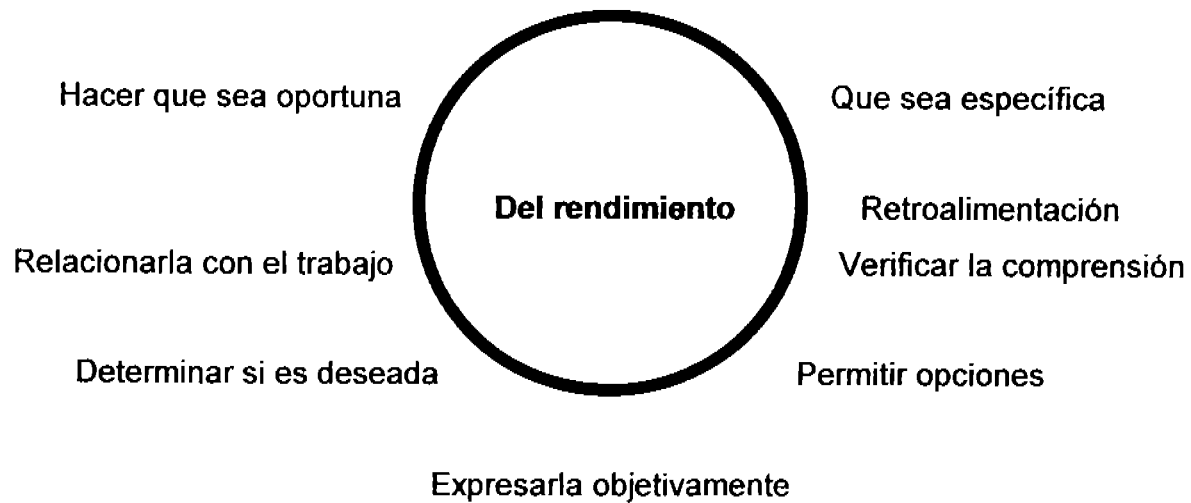 Hacer que sea oportuna
Que sea específica
Del rendimiento
Retroalimentación
Relacionarla con el trabajo
Verificar la comprensión
Determinar si es deseada
Permitir opciones
Expresarla objetivamente